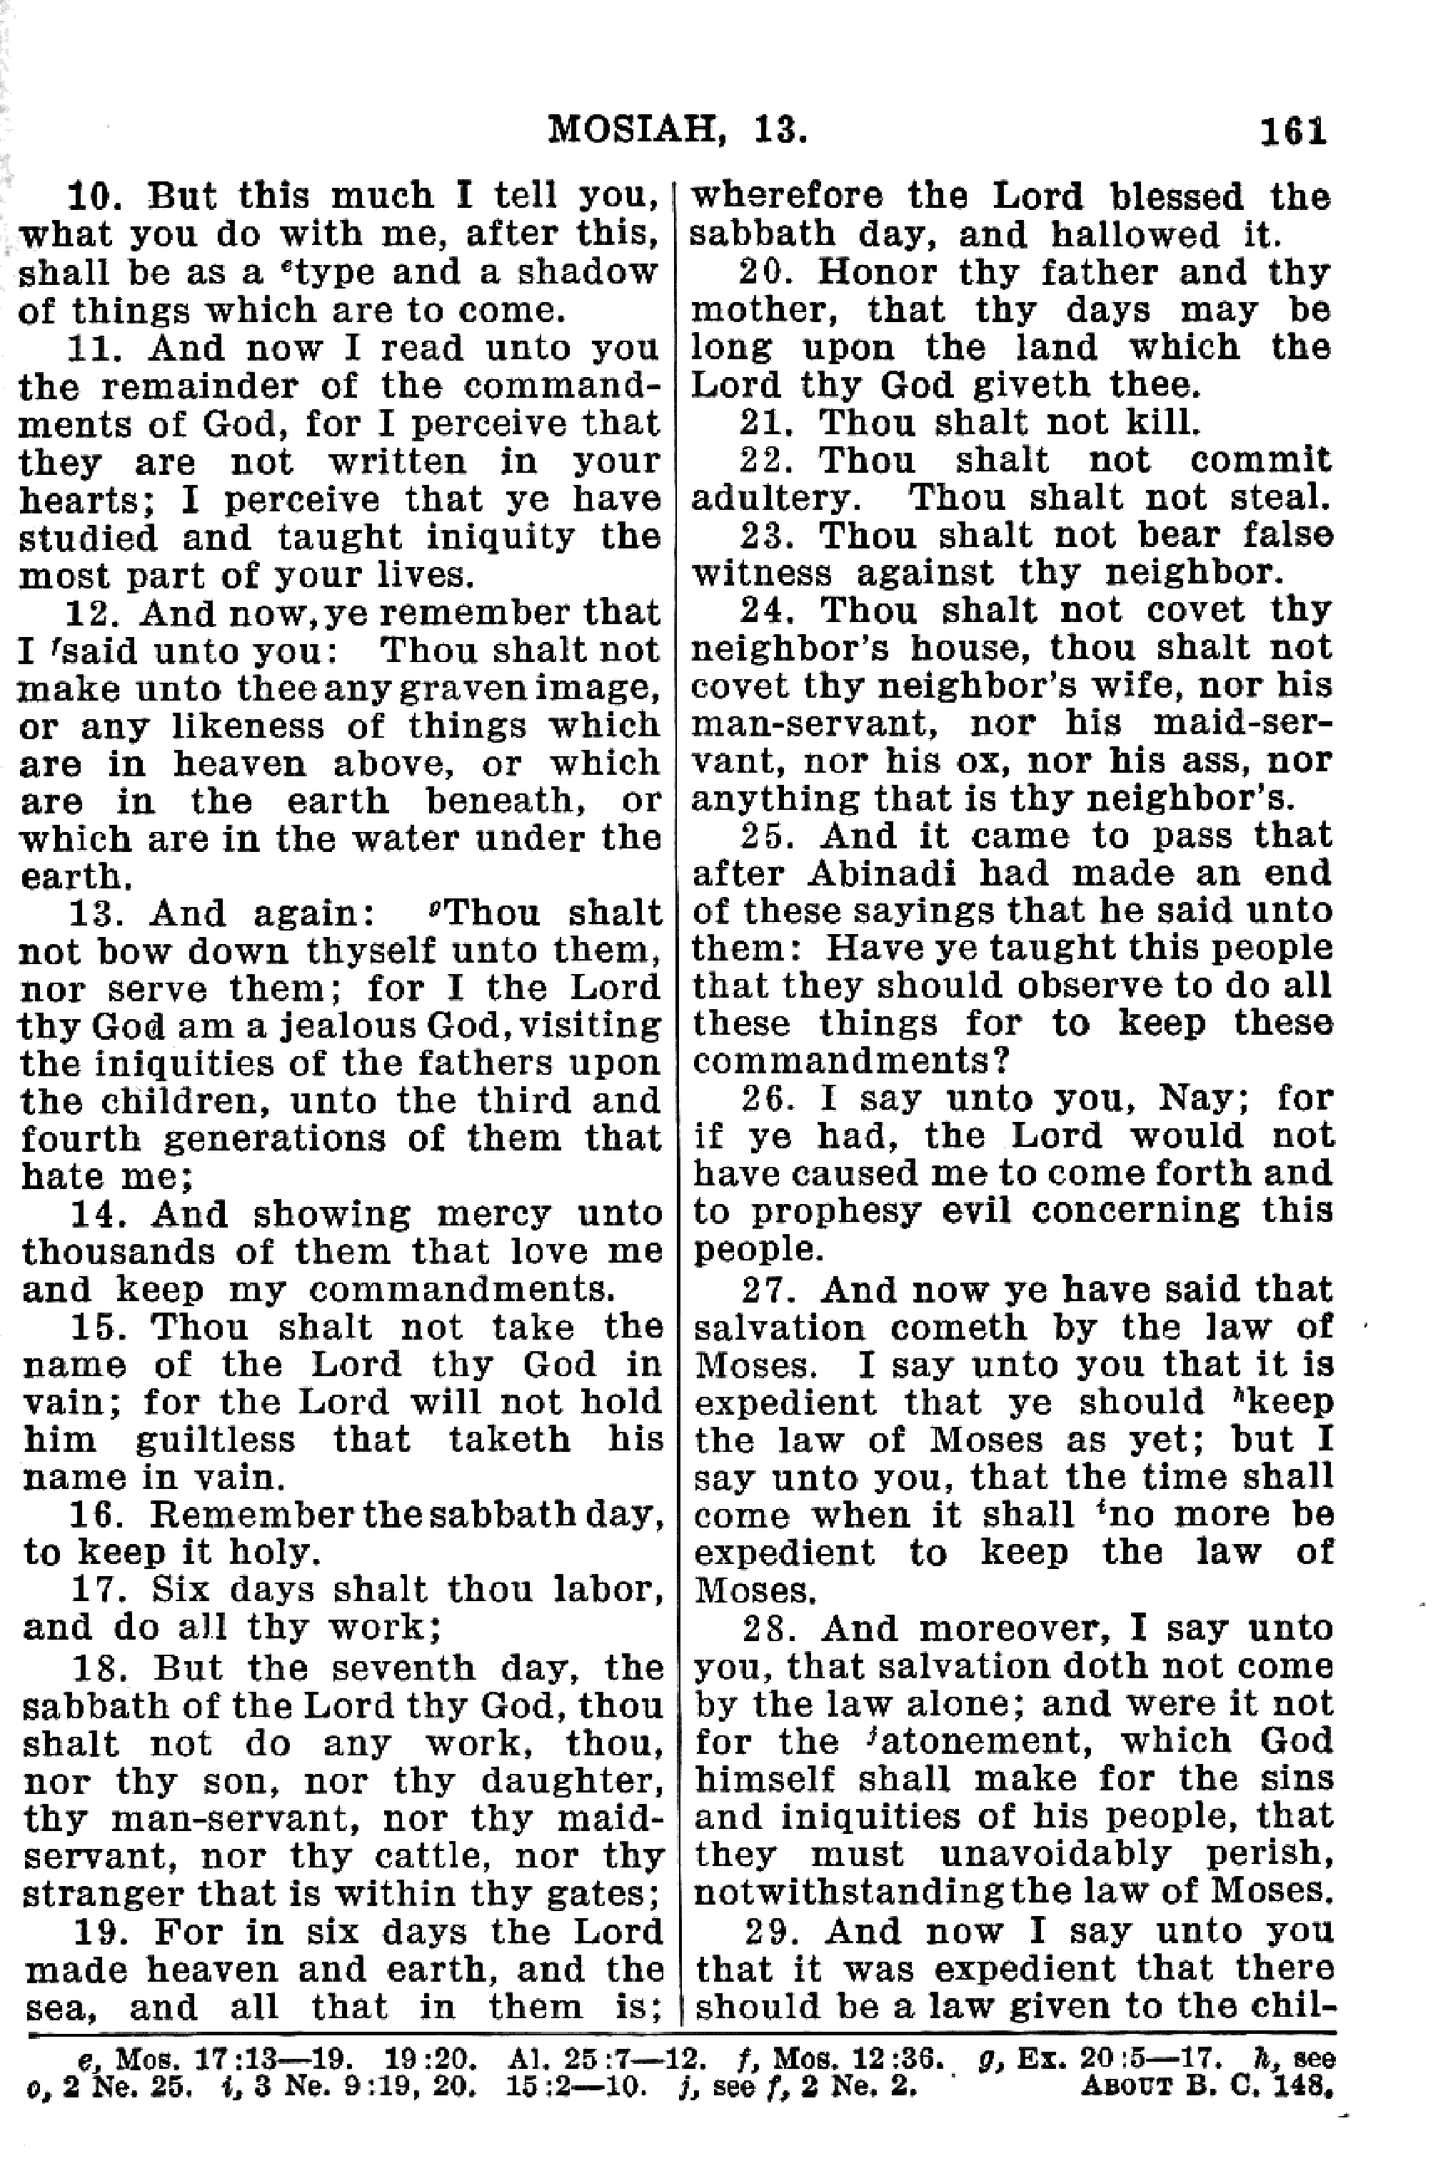 MOSIAH, 13. 161
10. But this much I tell you,
what you do with me, after this,
shall be as a ᵉtype and a shadow
of things which are to come.
11. And now I read unto you
the remainder of the command-
ments of God, for I perceive that
they are not written in your
hearts; I perceive that ye have
studied and taught iniquity the
most part of your lives.
12. And now, ye remember that
I ᶠsaid unto you: Thou shalt not
make unto thee any graven image,
or any likeness of things which
are in heaven above, or which
are in the earth beneath, or
which are in the water under the
earth.
13. And again: ᵍThou shalt
not bow down thyself unto them,
nor serve them; for I the Lord
thy God am a jealous God, visiting
the iniquities of the fathers upon
the children, unto the third and
fourth generations of them that
hate me;
14. And showing mercy unto
thousands of them that love me
and keep my commandments.
15. Thou shalt not take the
name of the Lord thy God in
vain; for the Lord will not hold
him guiltless that taketh his
name in vain.
16. Remember the sabbath day,
to keep it holy.
17. Six days shalt thou labor,
and do all thy work;
18. But the seventh day, the
sabbath of the Lord thy God, thou
shalt not do any work, thou,
nor thy son, nor thy daughter,
thy man-servant, nor thy maid-
servant, nor thy cattle, nor thy
stranger that is within thy gates;
19. For in six days the Lord
made heaven and earth, and the
sea, and all that in them is;
wherefore the Lord blessed the
sabbath day, and hallowed it.
20. Honor thy father and thy
mother, that thy days may be
long upon the land which the
Lord thy God giveth thee.
21. Thou shalt not kill.
22. Thou shalt not commit
adultery. Thou shalt not steal.
23. Thou shalt not bear false
witness against thy neighbor.
24. Thou shalt not covet thy
neighbor's house, thou shalt not
covet thy neighbor's wife, nor his
man-servant, nor his maid-ser-
vant, nor his ox, nor his ass, nor
anything that is thy neighbor's.
25. And it came to pass that
after Abinadi had made an end
of these sayings that he said unto
them: Have ye taught this people
that they should observe to do all
these things for to keep these
commandments?
26. I say unto you, Nay; for
if ye had, the Lord would not
have caused me to come forth and
to prophesy evil concerning this
people.
27. And now ye have said that
salvation cometh by the law of
Moses. I say unto you that it is
expedient that ye should ʰkeep
the law of Moses as yet; but I
say unto you, that the time shall
come when it shall ⁱno more be
expedient to keep the law of
Moses.
28. And moreover, I say unto
you, that salvation doth not come
by the law alone; and were it not
for the ʲatonement, which God
himself shall make for the sins
and iniquities of his people, that
they must unavoidably perish,
notwithstanding the law of Moses.
29. And now I say unto you
that it was expedient that there
should be a law given to the chil-
e, Mos. 17:13—19. 19:20. Al. 25:7—12. f, Mos. 12:36. g, Ex. 20:5—17. h, see
o, 2 Ne. 25. i, 3 Ne. 9:19, 20. 15:2—10. j, see f, 2 Ne. 2. ABOUT B. C. 148.